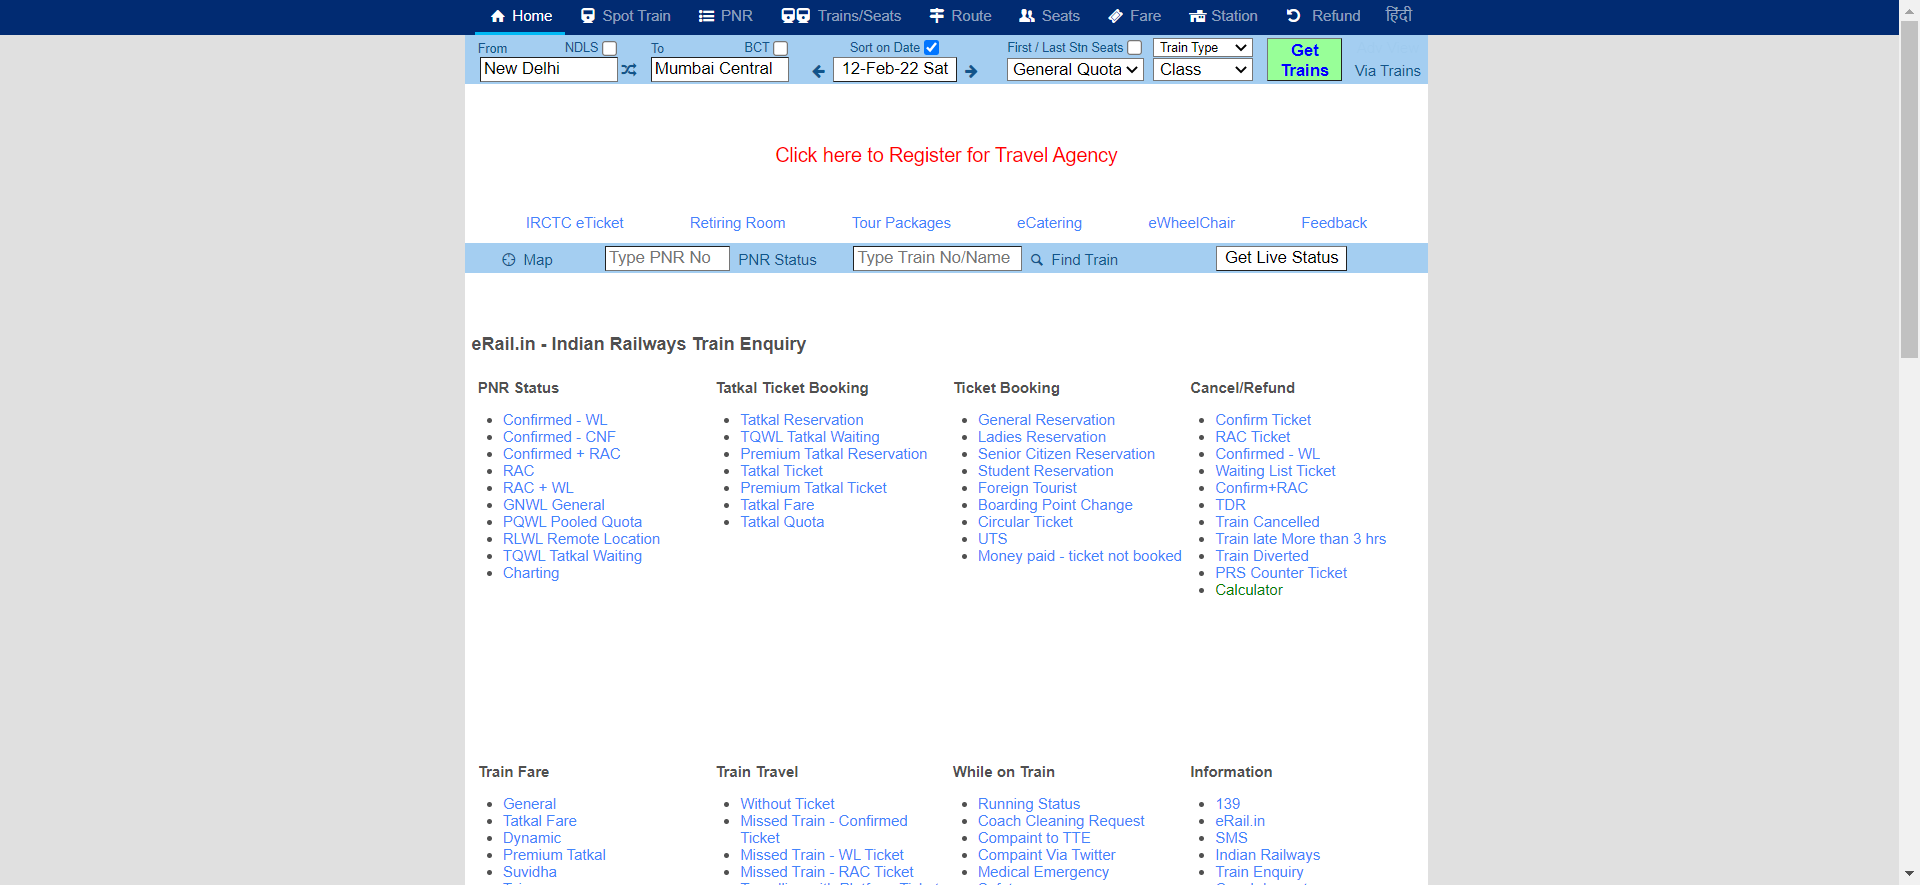 Home Spot Train PNR Trains/Seats Route Seats Fare Station Refund हिंदी
From NDLS To BCT Sort on Date First / Last Stn Seats Train Type Get Trains
New Delhi Mumbai Central 12-Feb-22 Sat General Quota Class Via Trains
Click here to Register for Travel Agency
IRCTC eTicket Retiring Room Tour Packages eCatering eWheelChair Feedback
Map Type PNR No PNR Status Type Train No/Name Find Train Get Live Status
eRail.in - Indian Railways Train Enquiry
PNR Status
Confirmed - WL
Confirmed - CNF
Confirmed + RAC
RAC
RAC + WL
GNWL General
PQWL Pooled Quota
RLWL Remote Location
TQWL Tatkal Waiting
Charting
Tatkal Ticket Booking
Tatkal Reservation
TQWL Tatkal Waiting
Premium Tatkal Reservation
Tatkal Ticket
Premium Tatkal Ticket
Tatkal Fare
Tatkal Quota
Ticket Booking
General Reservation
Ladies Reservation
Senior Citizen Reservation
Student Reservation
Foreign Tourist
Boarding Point Change
Circular Ticket
UTS
Money paid - ticket not booked
Cancel/Refund
Confirm Ticket
RAC Ticket
Confirmed - WL
Waiting List Ticket
Confirm+RAC
TDR
Train Cancelled
Train late More than 3 hrs
Train Diverted
PRS Counter Ticket
Calculator
Train Fare
General
Tatkal Fare
Dynamic
Premium Tatkal
Suvidha
Train Travel
Without Ticket
Missed Train - Confirmed
Ticket
Missed Train - WL Ticket
Missed Train - RAC Ticket
While on Train
Running Status
Coach Cleaning Request
Compaint to TTE
Compaint Via Twitter
Medical Emergency
Information
139
eRail.in
SMS
Indian Railways
Train Enquiry